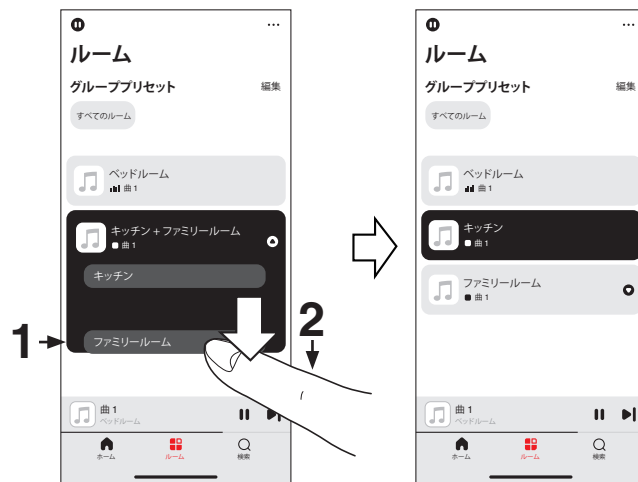 ルーム
グループプリセット 編集
すべてのルーム
ベッドルーム
曲 1
キッチン + ファミリールーム
曲 1
キッチン
1
ファミリールーム
2
曲 1
ベッドルーム
ホーム ルーム 検索
ルーム
グループプリセット 編集
すべてのルーム
ベッドルーム
曲 1
キッチン
曲 1
ファミリールーム
曲 1
曲 1
ベッドルーム
ホーム ルーム 検索